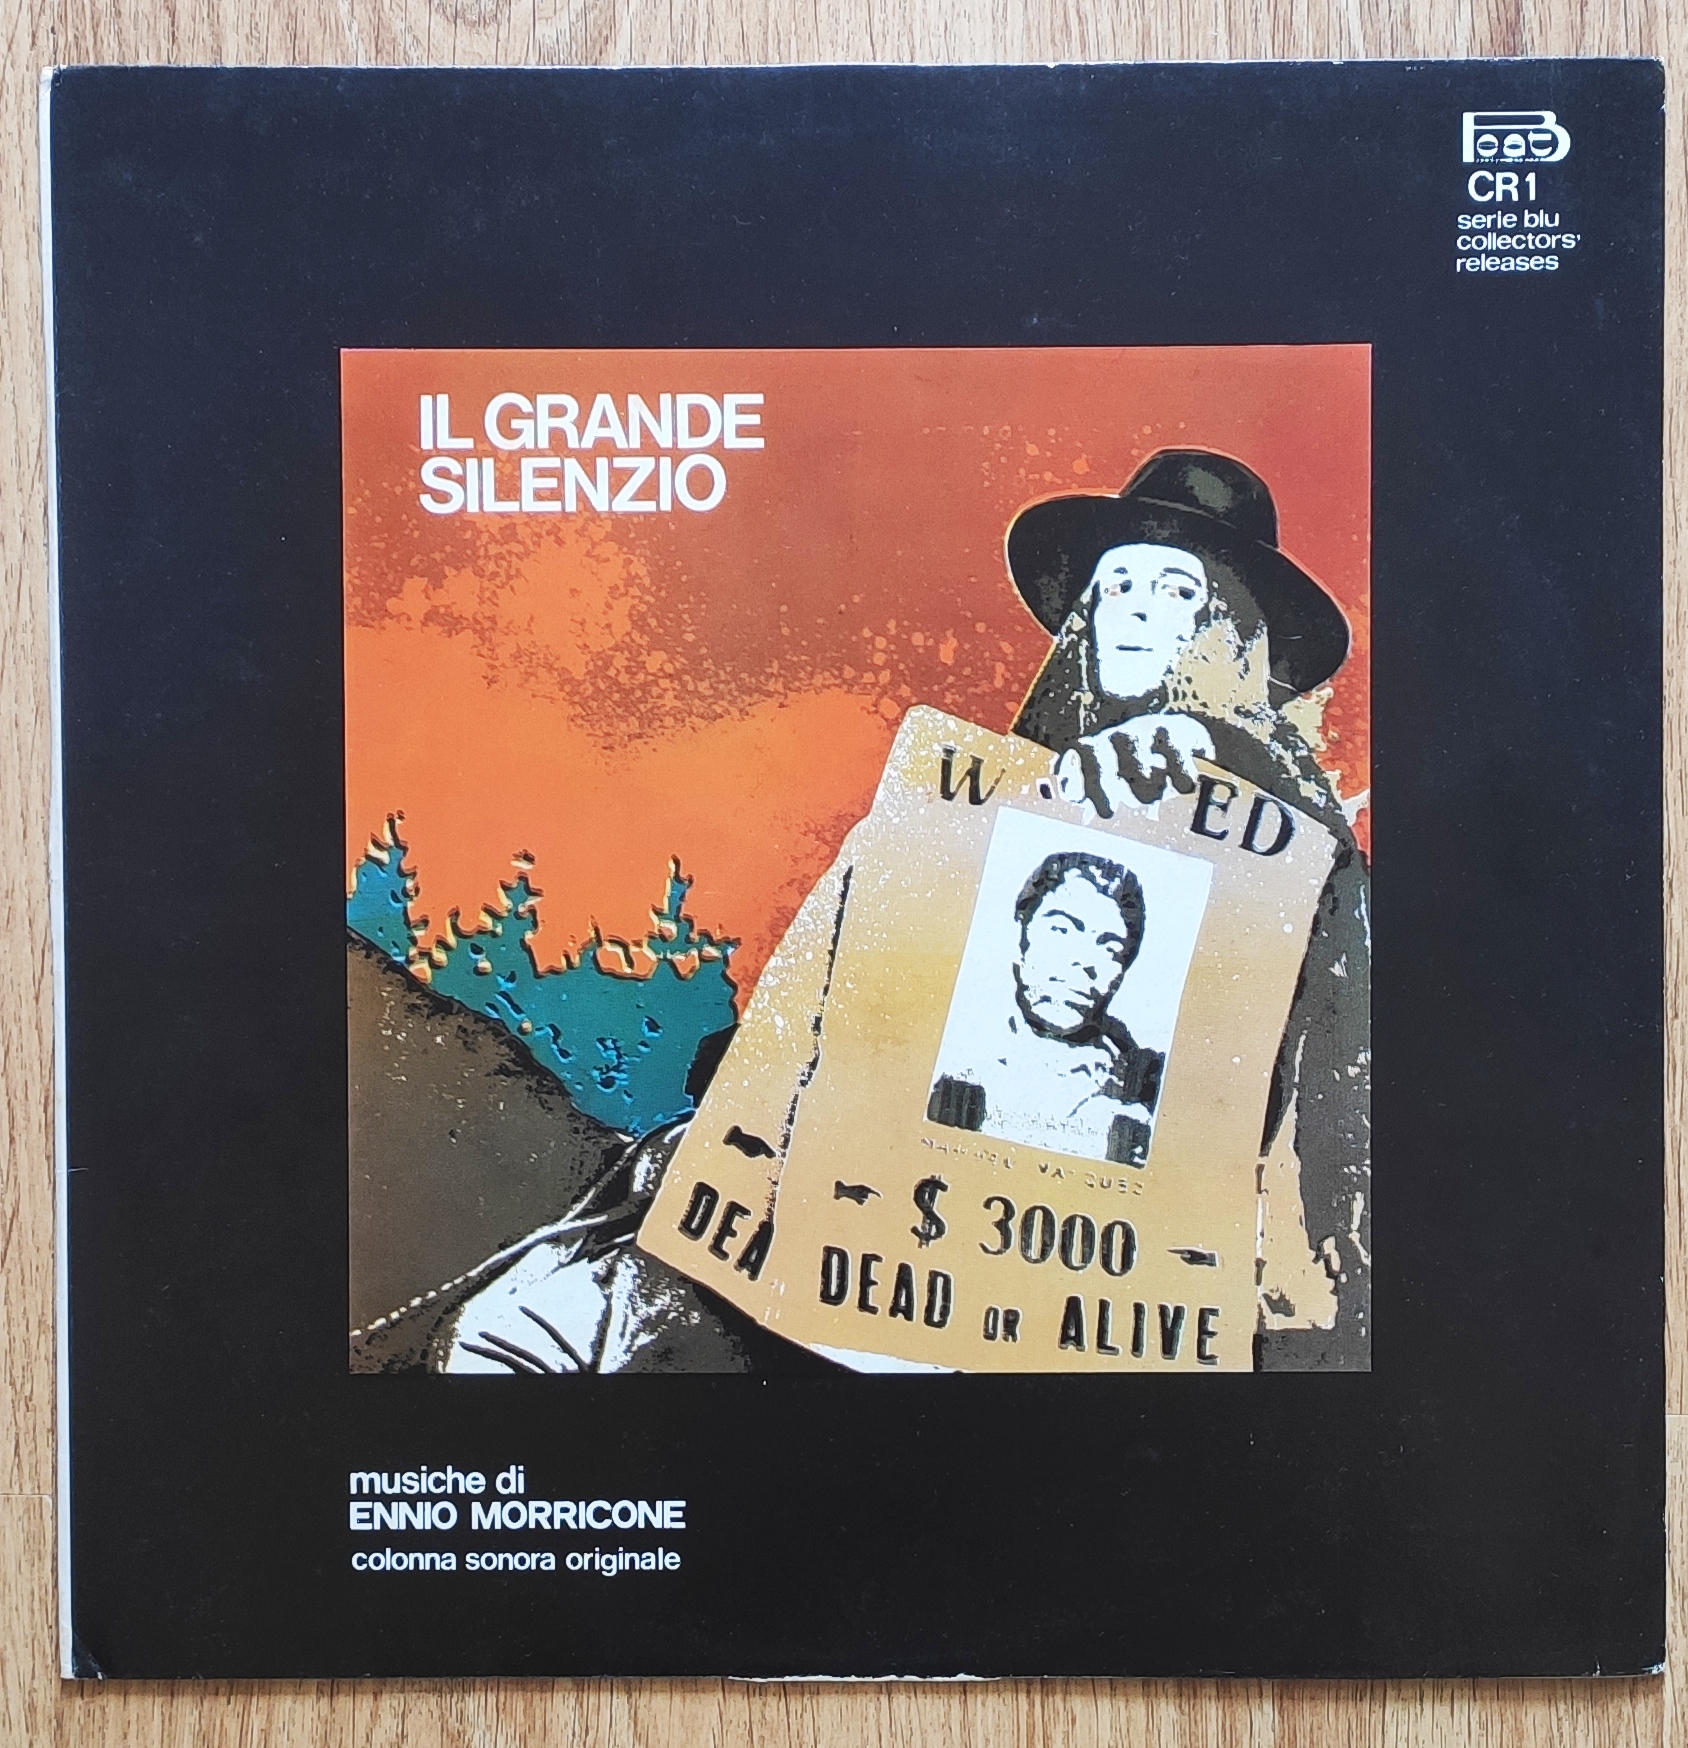 Beat
CR1
serie blu
collectors'
releases
IL GRANDE
SILENZIO
W ED
$ 3000
DEA DEAD OR ALIVE
musiche di
ENNIO MORRICONE
colonna sonora originale